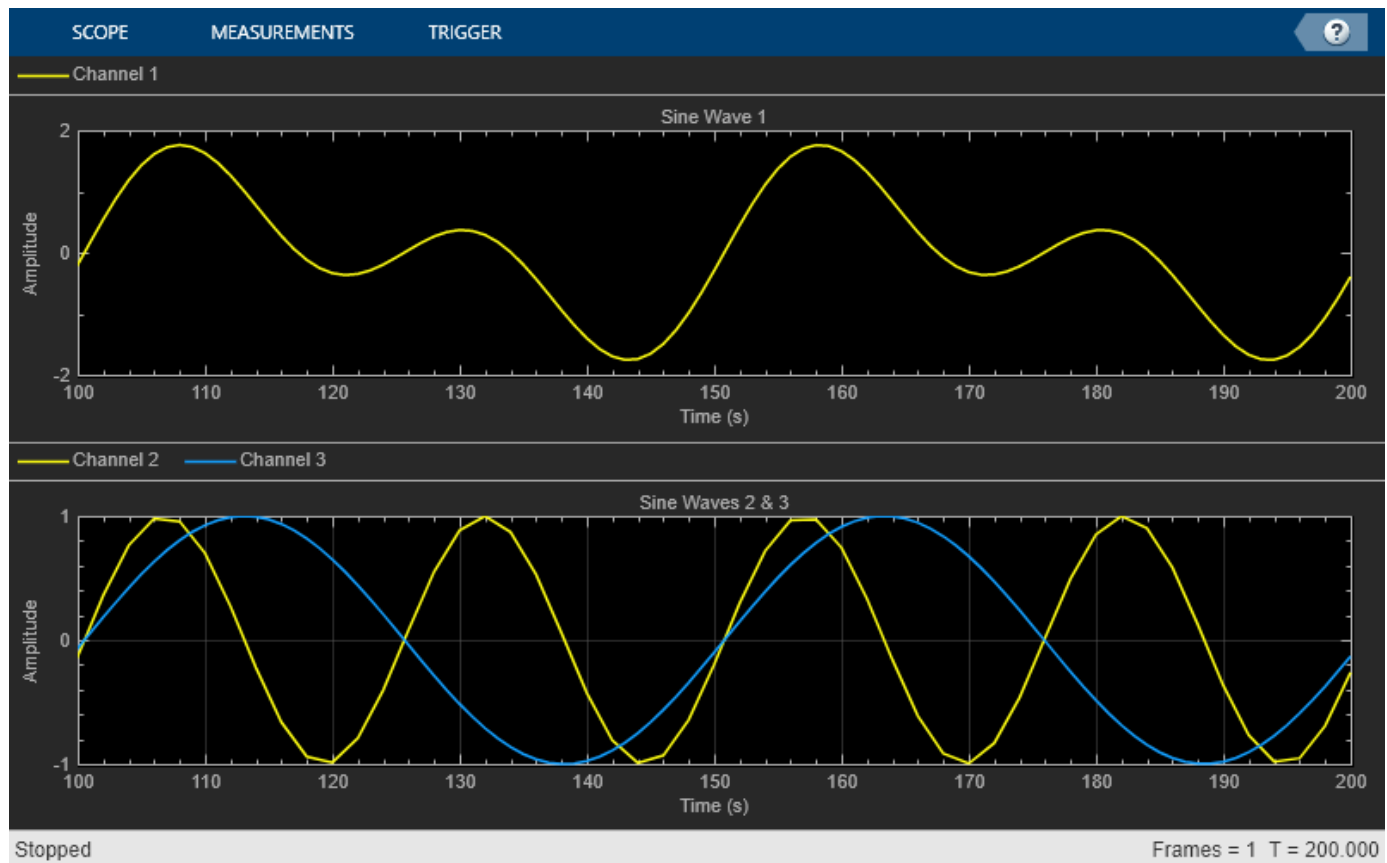 SCOPE MEASUREMENTS TRIGGER ?
Channel 1
Sine Wave 1
2
0
-2
Amplitude
100 110 120 130 140 150 160 170 180 190 200
Time (s)
Channel 2 Channel 3
Sine Waves 2 & 3
1
0
-1
Amplitude
100 110 120 130 140 150 160 170 180 190 200
Time (s)
Stopped Frames = 1 T = 200.000